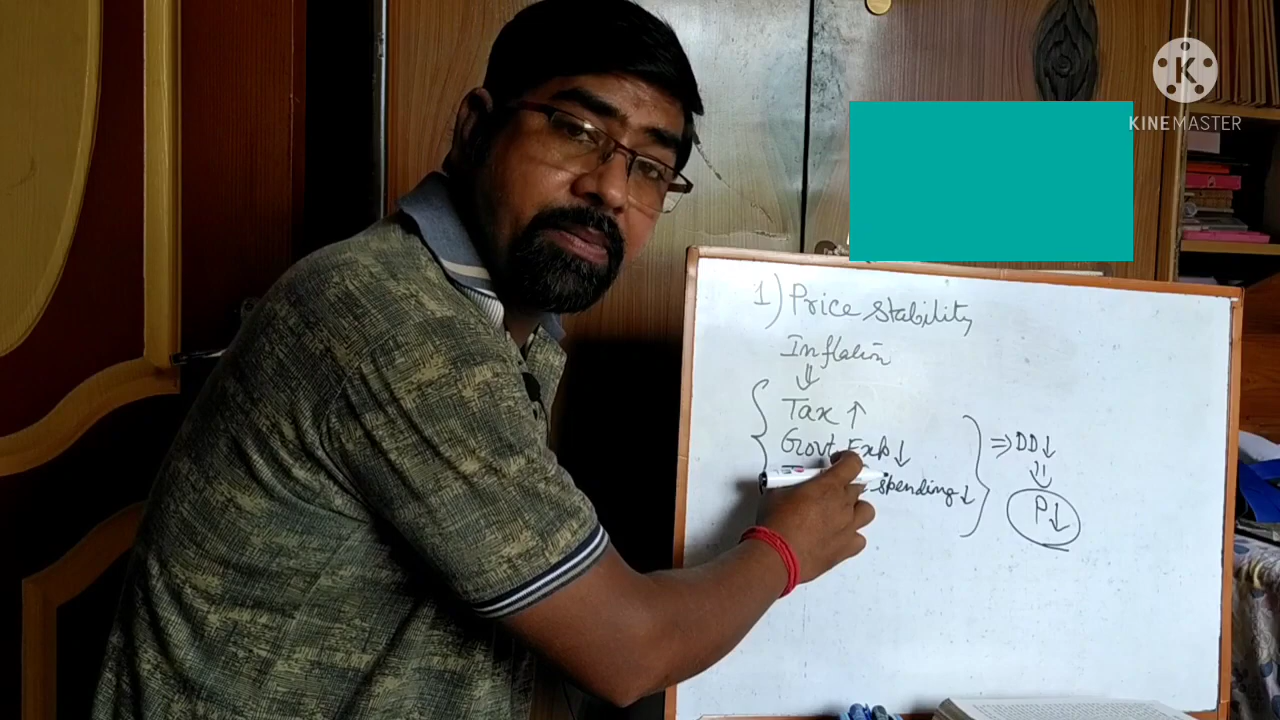 KINEMASTER
1) Price Stability
Inflation
⇓
Tax ↑
Govt. Exp ↓
spending ↓
⇒ DD ↓
⇓
P ↓